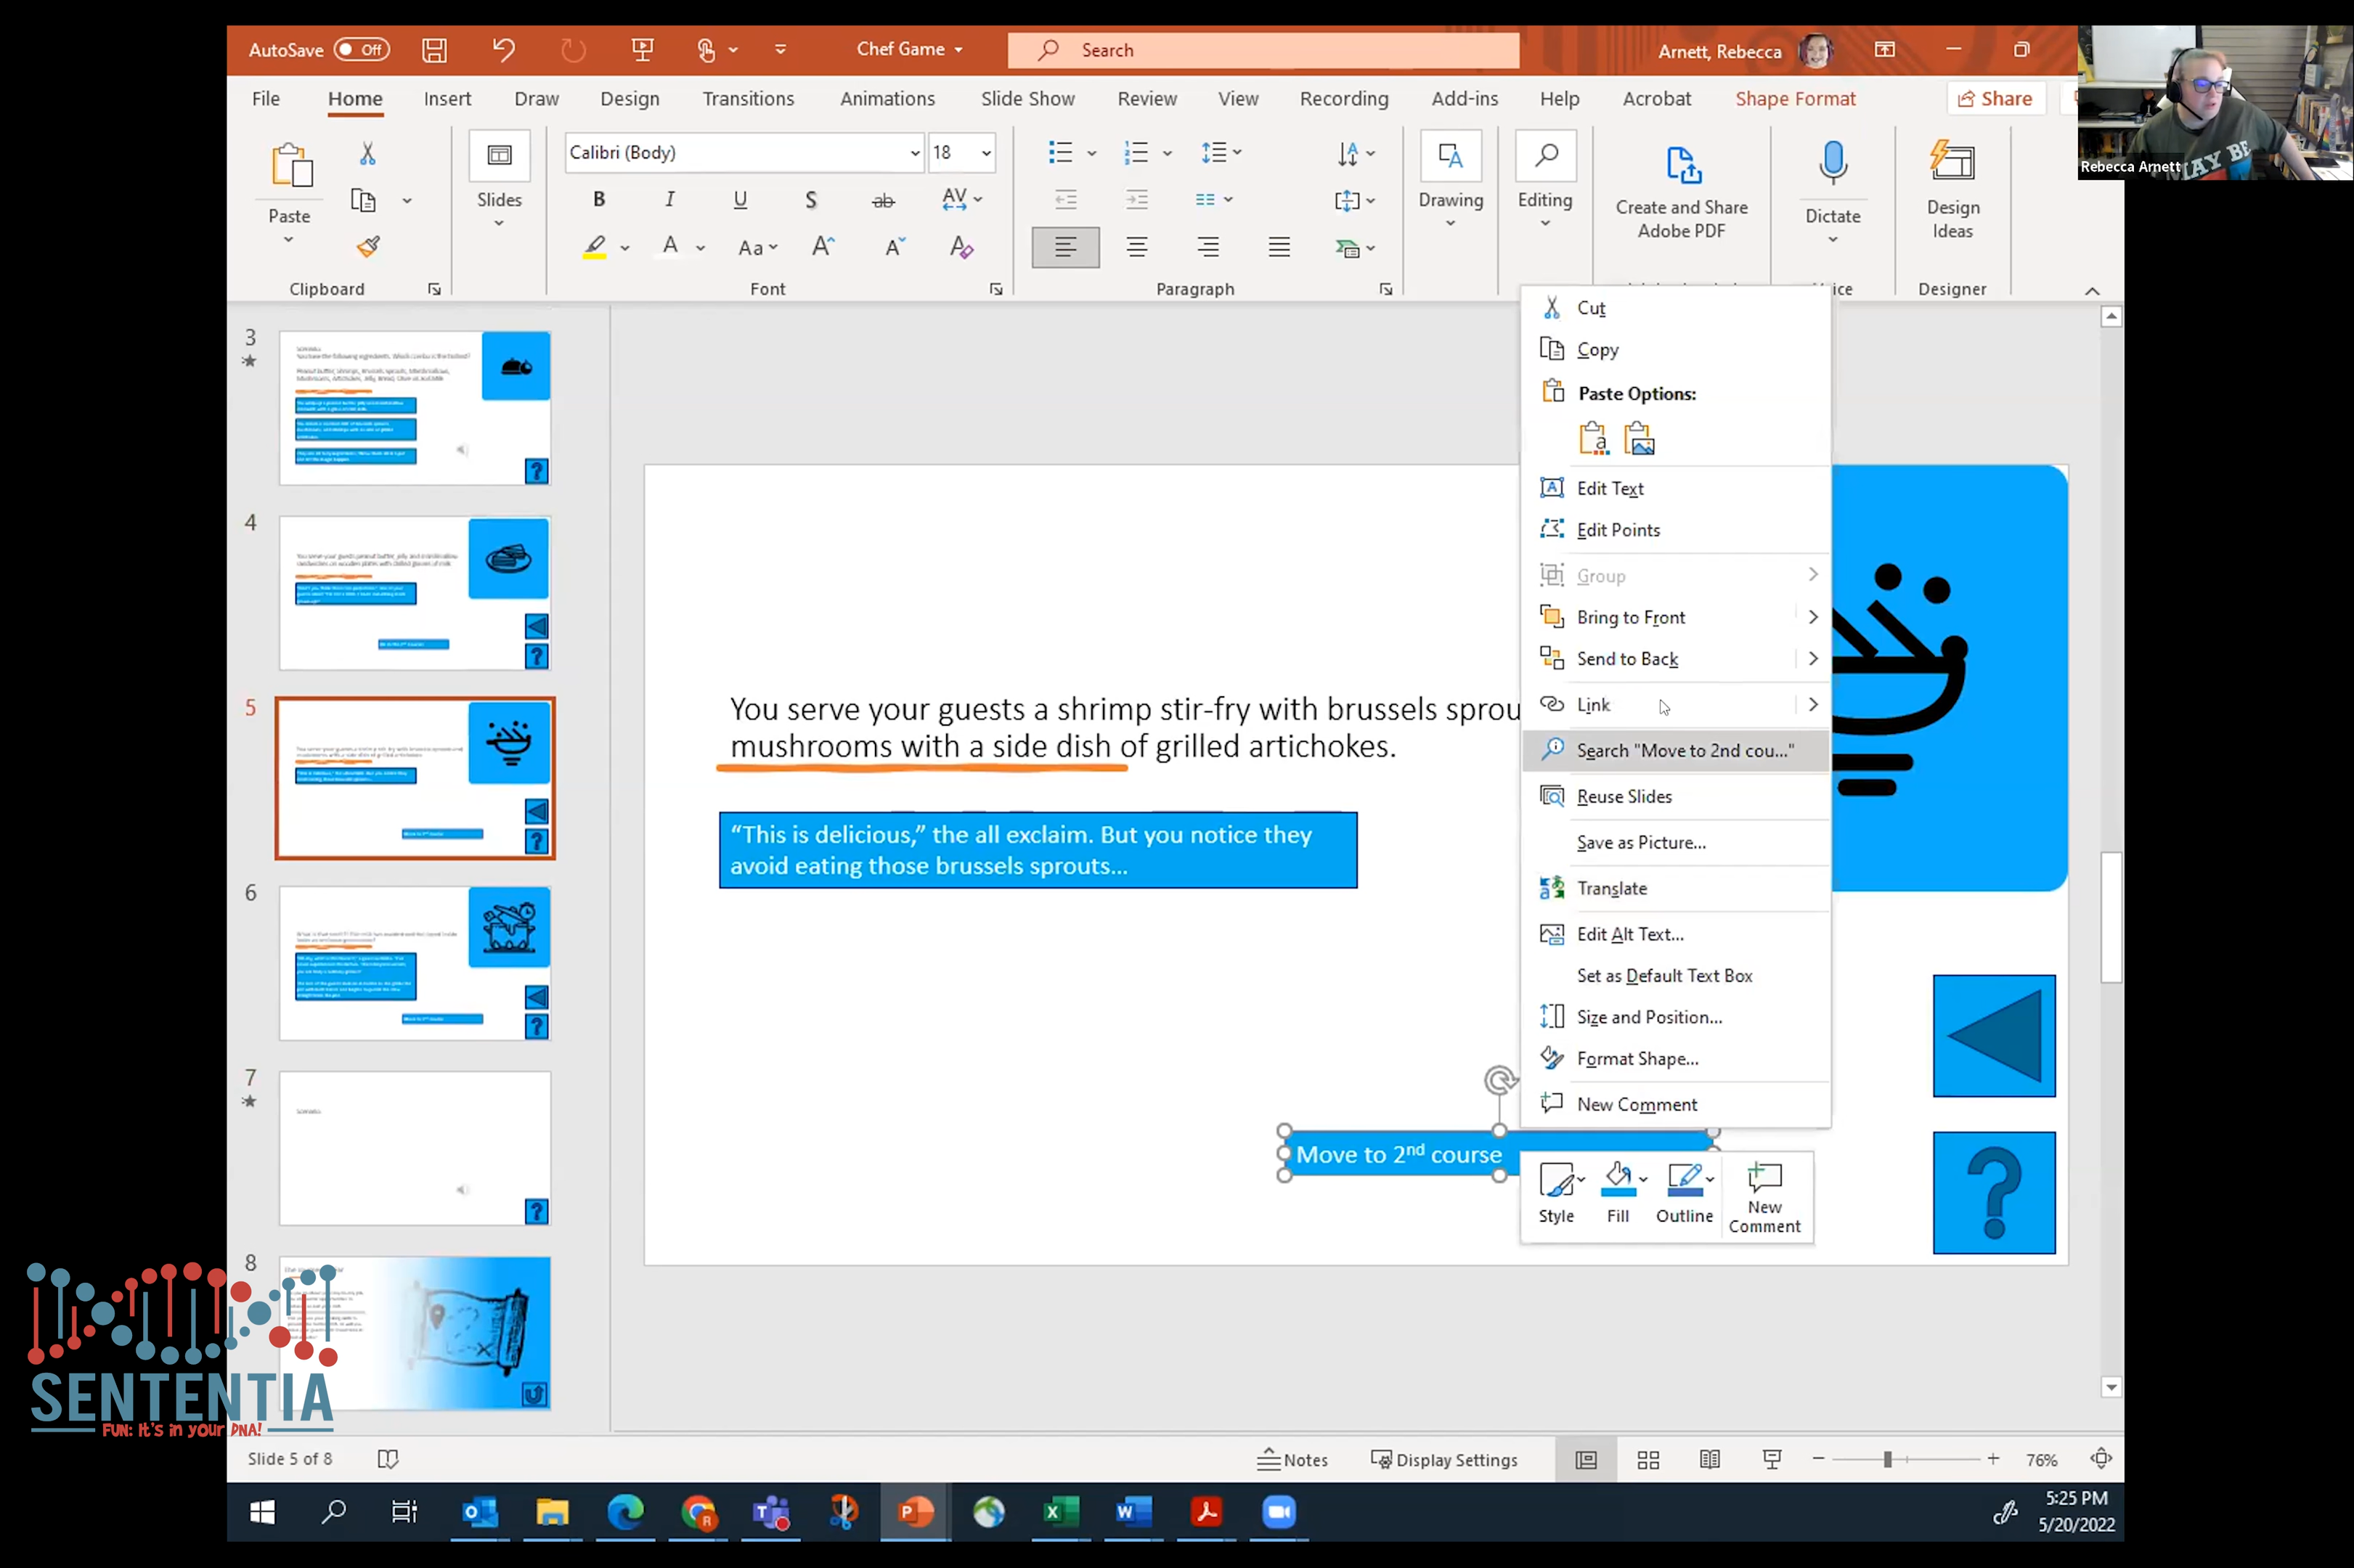 AutoSave Off
Chef Game
Search
Arnett, Rebecca
File Home Insert Draw Design Transitions Animations Slide Show Review View Recording Add-ins Help Acrobat Shape Format
Share
Rebecca Arnett
MAY BE
Paste
Clipboard
Slides
Calibri (Body) 18
Font
Paragraph
Drawing
Editing
Create and Share
Adobe PDF
Dictate
Design
Ideas
Designer
Cut
Copy
Paste Options:
Edit Text
Edit Points
Group
Bring to Front
Send to Back
Link
Search "Move to 2nd cou..."
Reuse Slides
Save as Picture...
Translate
Edit Alt Text...
Set as Default Text Box
Size and Position...
Format Shape...
New Comment
Style
Fill
Outline
New
Comment
3
4
5
6
7
8
You serve your guests a shrimp stir-fry with brussels sprou
mushrooms with a side dish of grilled artichokes.
“This is delicious,” the all exclaim. But you notice they
avoid eating those brussels sprouts...
Move to 2nd course
?
SENTENTIA
FUN: It's in your DNA!
Slide 5 of 8
Notes
Display Settings
76%
5:25 PM
5/20/2022